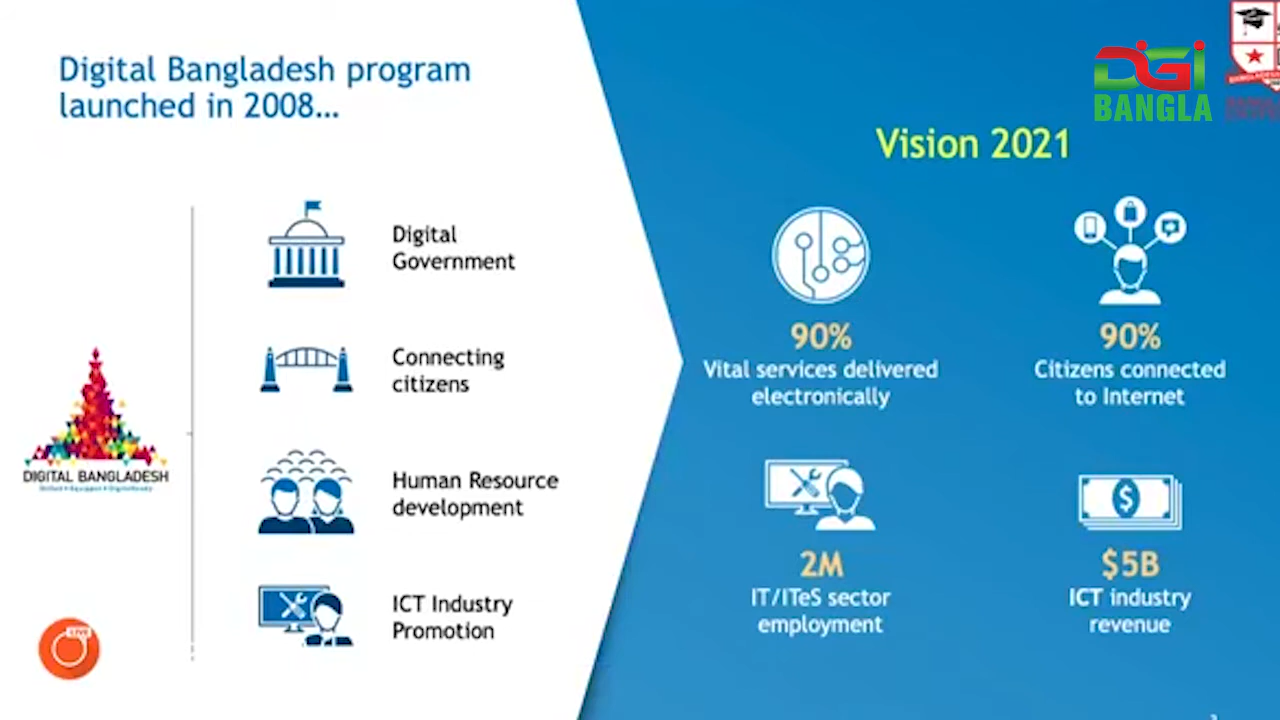 Digital Bangladesh program
launched in 2008...
Digital
Government
Connecting
citizens
Human Resource
development
ICT Industry
Promotion
DIGITAL BANGLADESH
LIVE
DIGI
BANGLA
Vision 2021
90%
Vital services delivered
electronically
90%
Citizens connected
to Internet
2M
IT/ITeS sector
employment
$5B
ICT industry
revenue